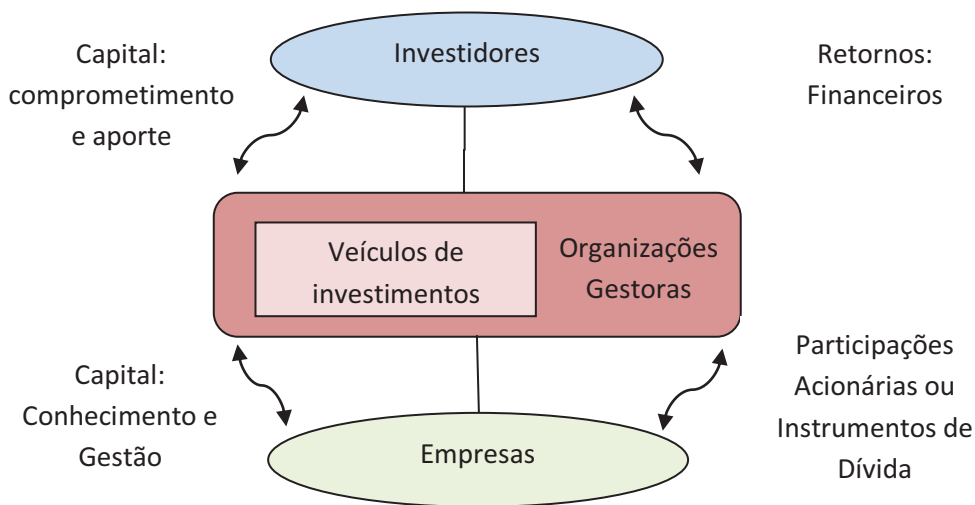 Capital:
comprometimento
e aporte
Investidores
Retornos:
Financeiros
Veículos de
investimentos
Organizações
Gestoras
Capital:
Conhecimento e
Gestão
Empresas
Participações
Acionárias ou
Instrumentos de
Dívida